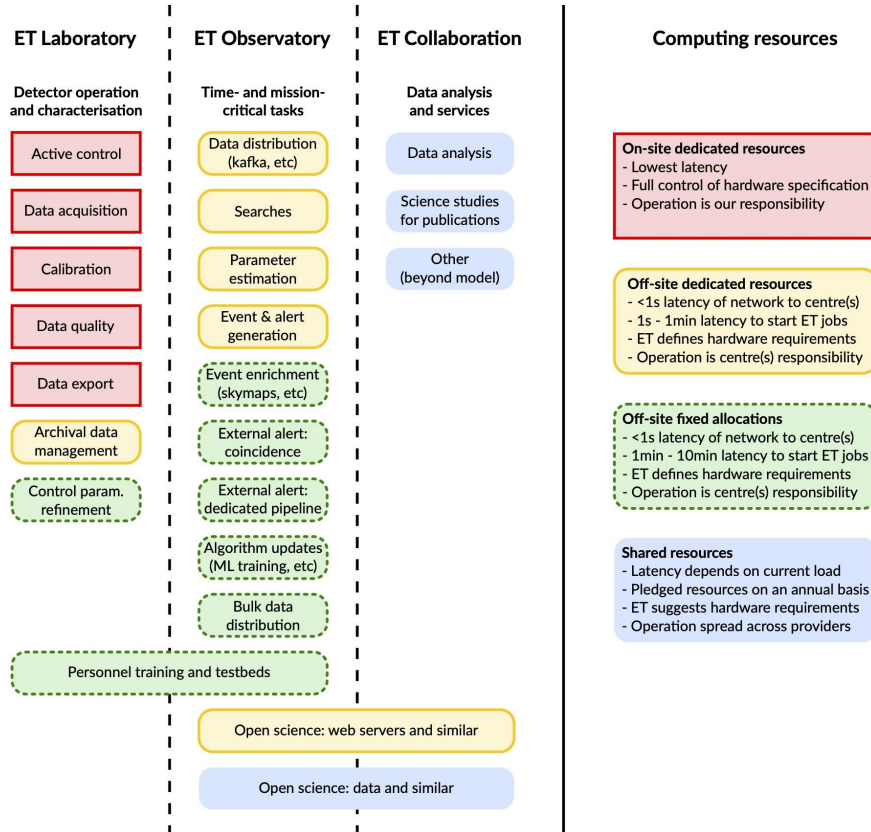 ET Laboratory
Detector operation
and characterisation
Active control
Data acquisition
Calibration
Data quality
Data export
Archival data
management
Control param.
refinement
ET Observatory
Time- and mission-
critical tasks
Data distribution
(kafka, etc)
Searches
Parameter
estimation
Event & alert
generation
Event enrichment
(skymaps, etc)
External alert:
coincidence
External alert:
dedicated pipeline
Algorithm updates
(ML training, etc)
Bulk data
distribution
ET Collaboration
Data analysis
and services
Data analysis
Science studies
for publications
Other
(beyond model)
Personnel training and testbeds
Open science: web servers and similar
Open science: data and similar
Computing resources
On-site dedicated resources
- Lowest latency
- Full control of hardware specification
- Operation is our responsibility
Off-site dedicated resources
- <1s latency of network to centre(s)
- 1s - 1min latency to start ET jobs
- ET defines hardware requirements
- Operation is centre(s) responsibility
Off-site fixed allocations
- <1s latency of network to centre(s)
- 1min - 10min latency to start ET jobs
- ET defines hardware requirements
- Operation is centre(s) responsibility
Shared resources
- Latency depends on current load
- Pledged resources on an annual basis
- ET suggests hardware requirements
- Operation spread across providers